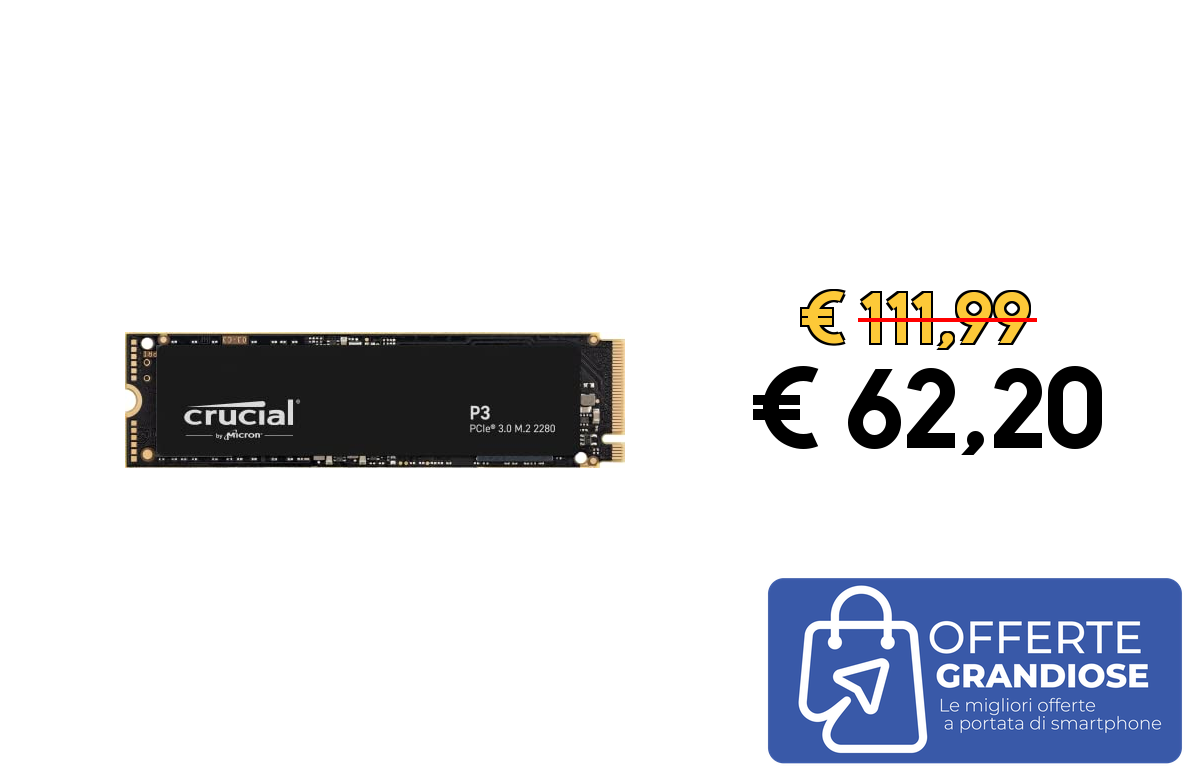 crucial®
by Micron®
P3
PCIe® 3.0 M.2 2280
€ 111,99
€ 62,20
OFFERTE
GRANDIOSE
Le migliori offerte
a portata di smartphone